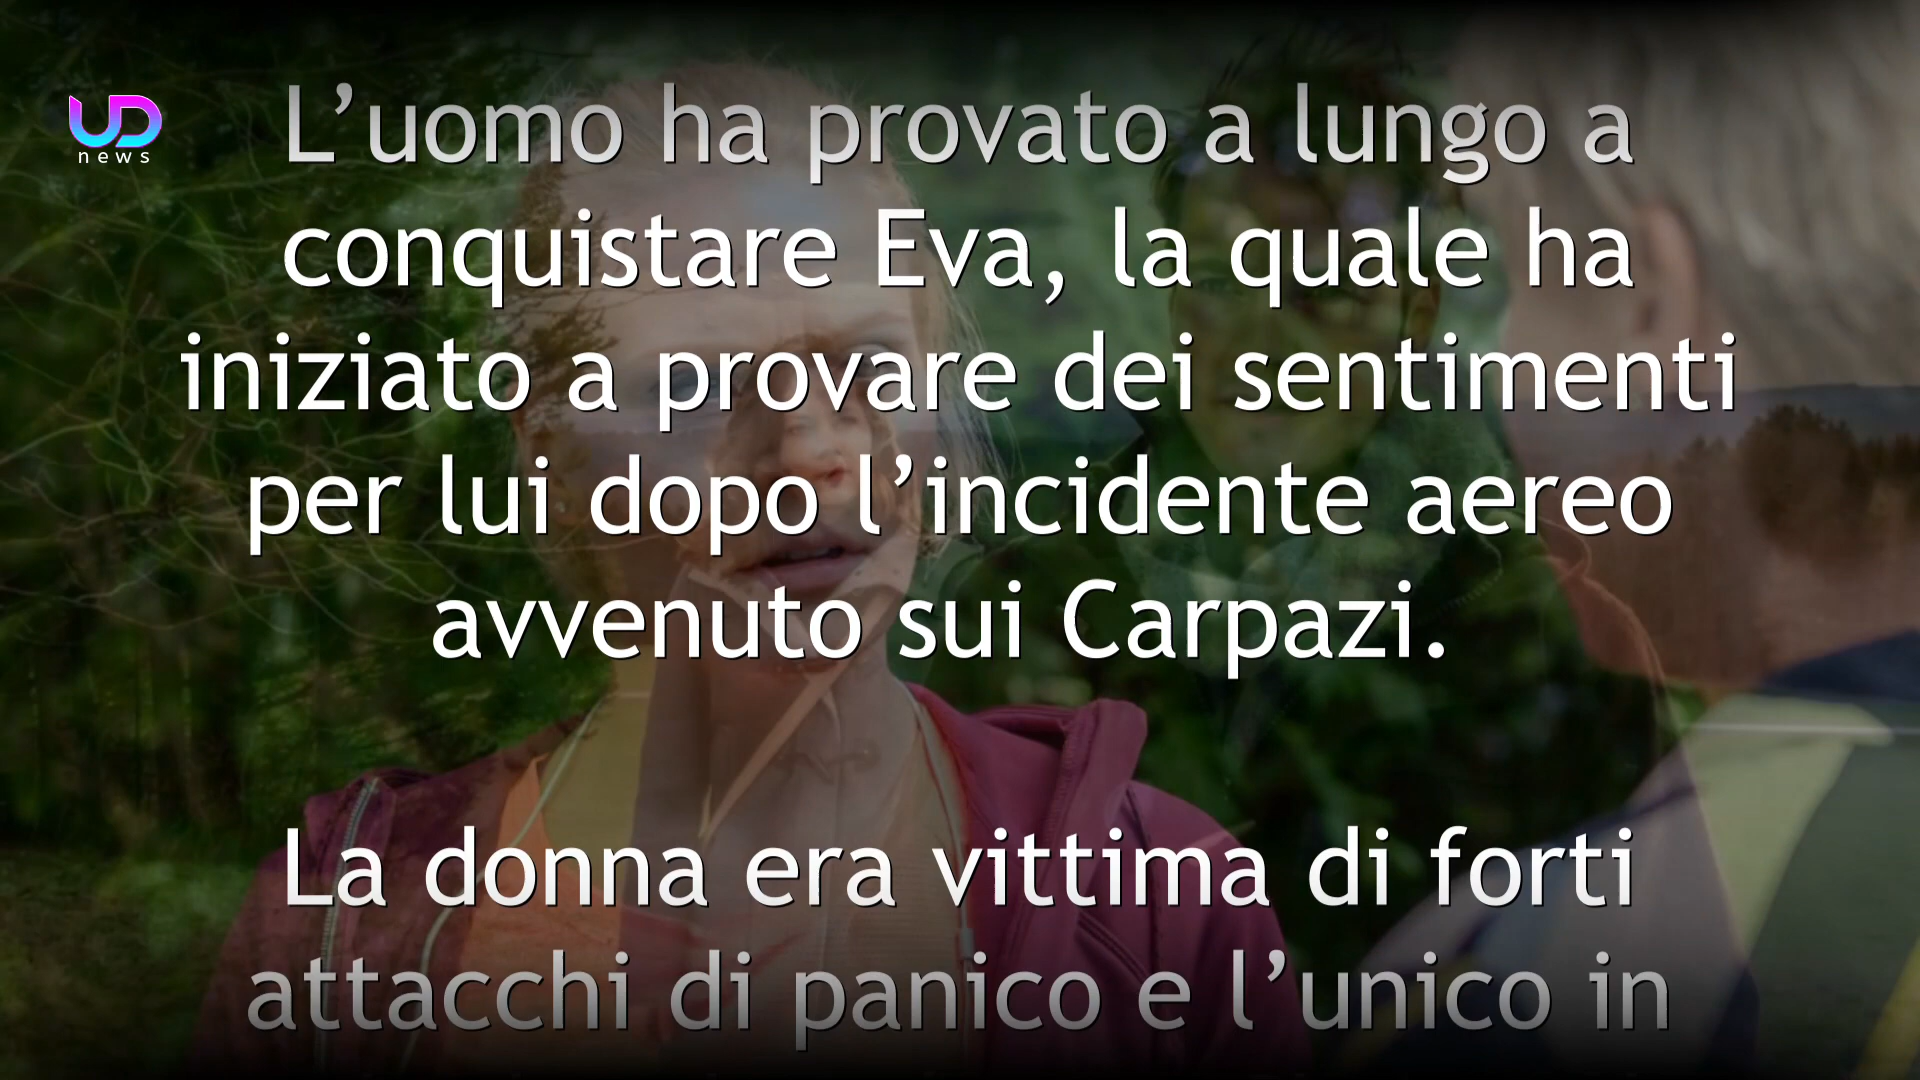 UD
news
L’uomo ha provato a lungo a
conquistare Eva, la quale ha
iniziato a provare dei sentimenti
per lui dopo l’incidente aereo
avvenuto sui Carpazi.
La donna era vittima di forti
attacchi di panico e l’unico in